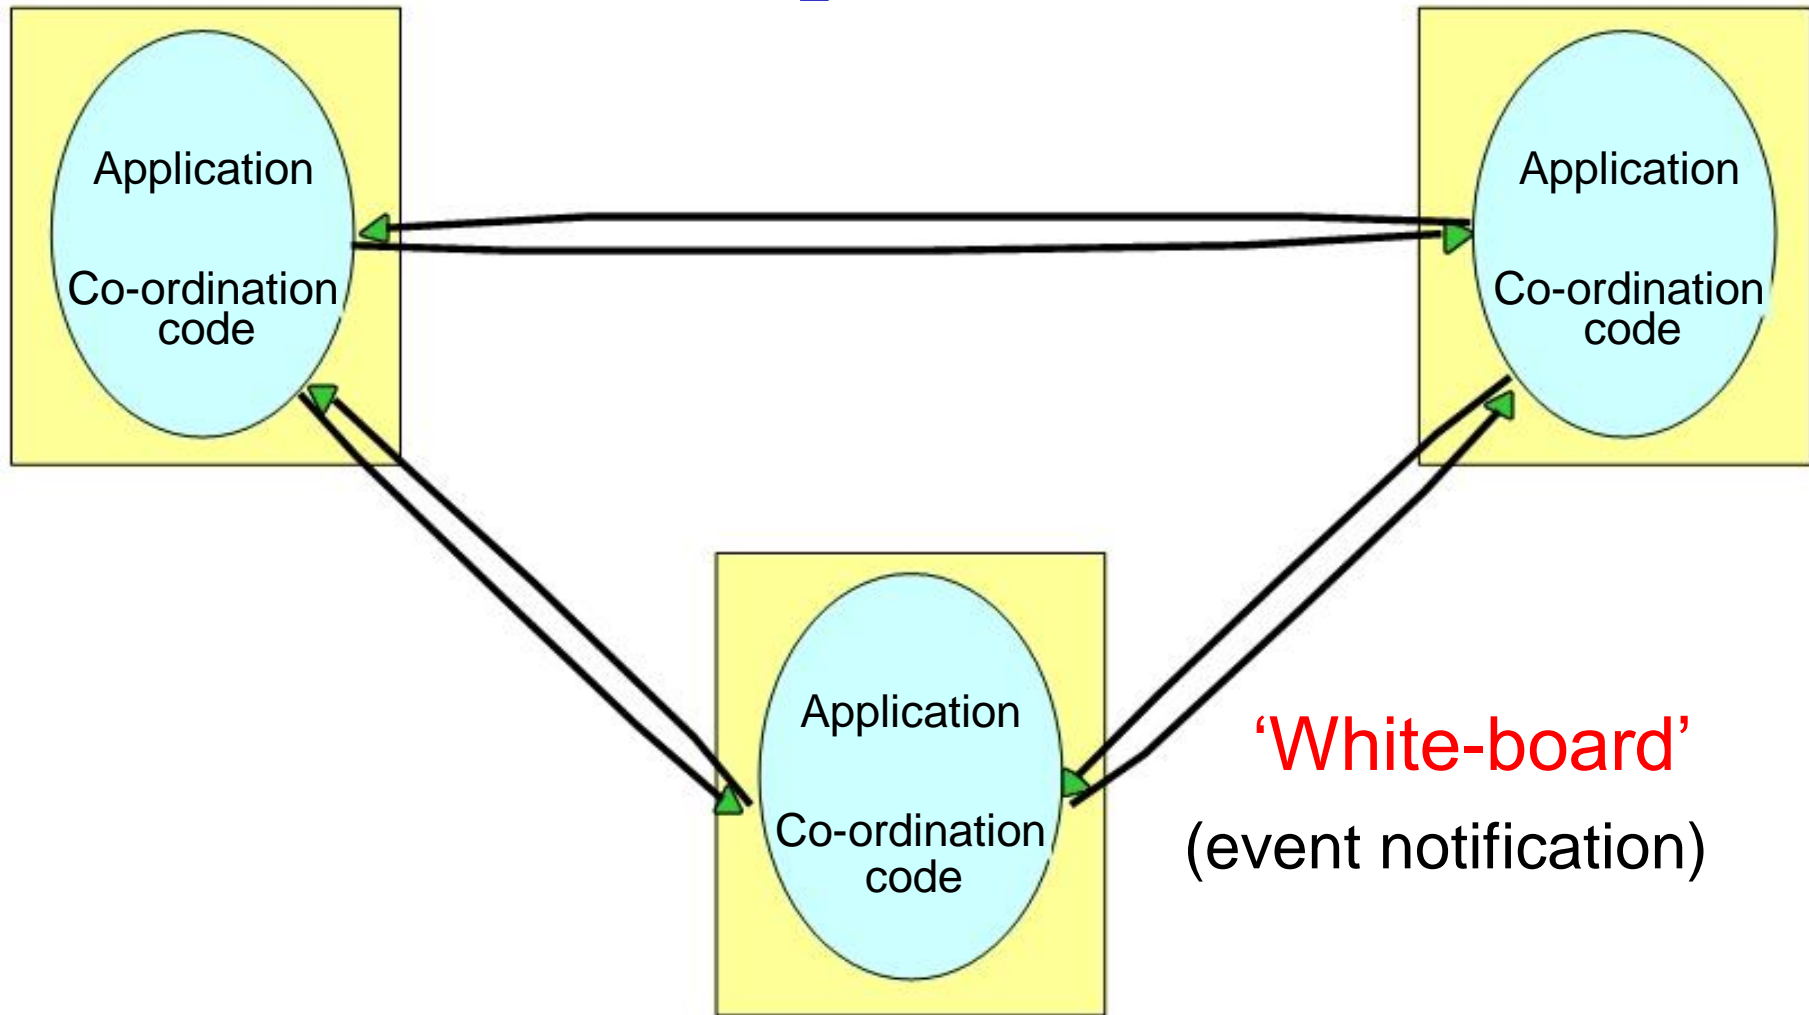 Application
Co-ordination
code
Application
Co-ordination
code
Application
Co-ordination
code
‘White-board’
(event notification)